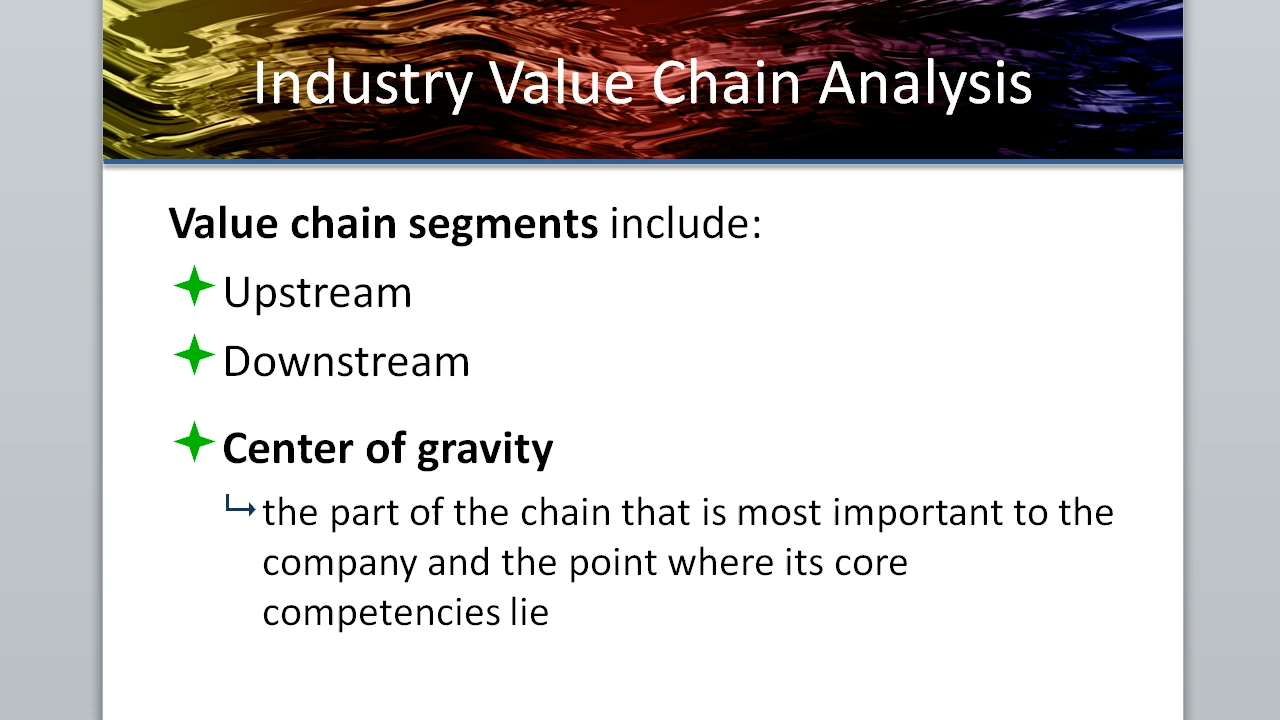 Industry Value Chain Analysis
Value chain segments include:
Upstream
Downstream
Center of gravity
the part of the chain that is most important to the
company and the point where its core
competencies lie